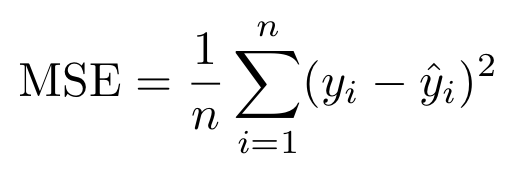 MSE = \frac{1}{n} \sum_{i=1}^{n} (y_i - \hat{y}_i)^2